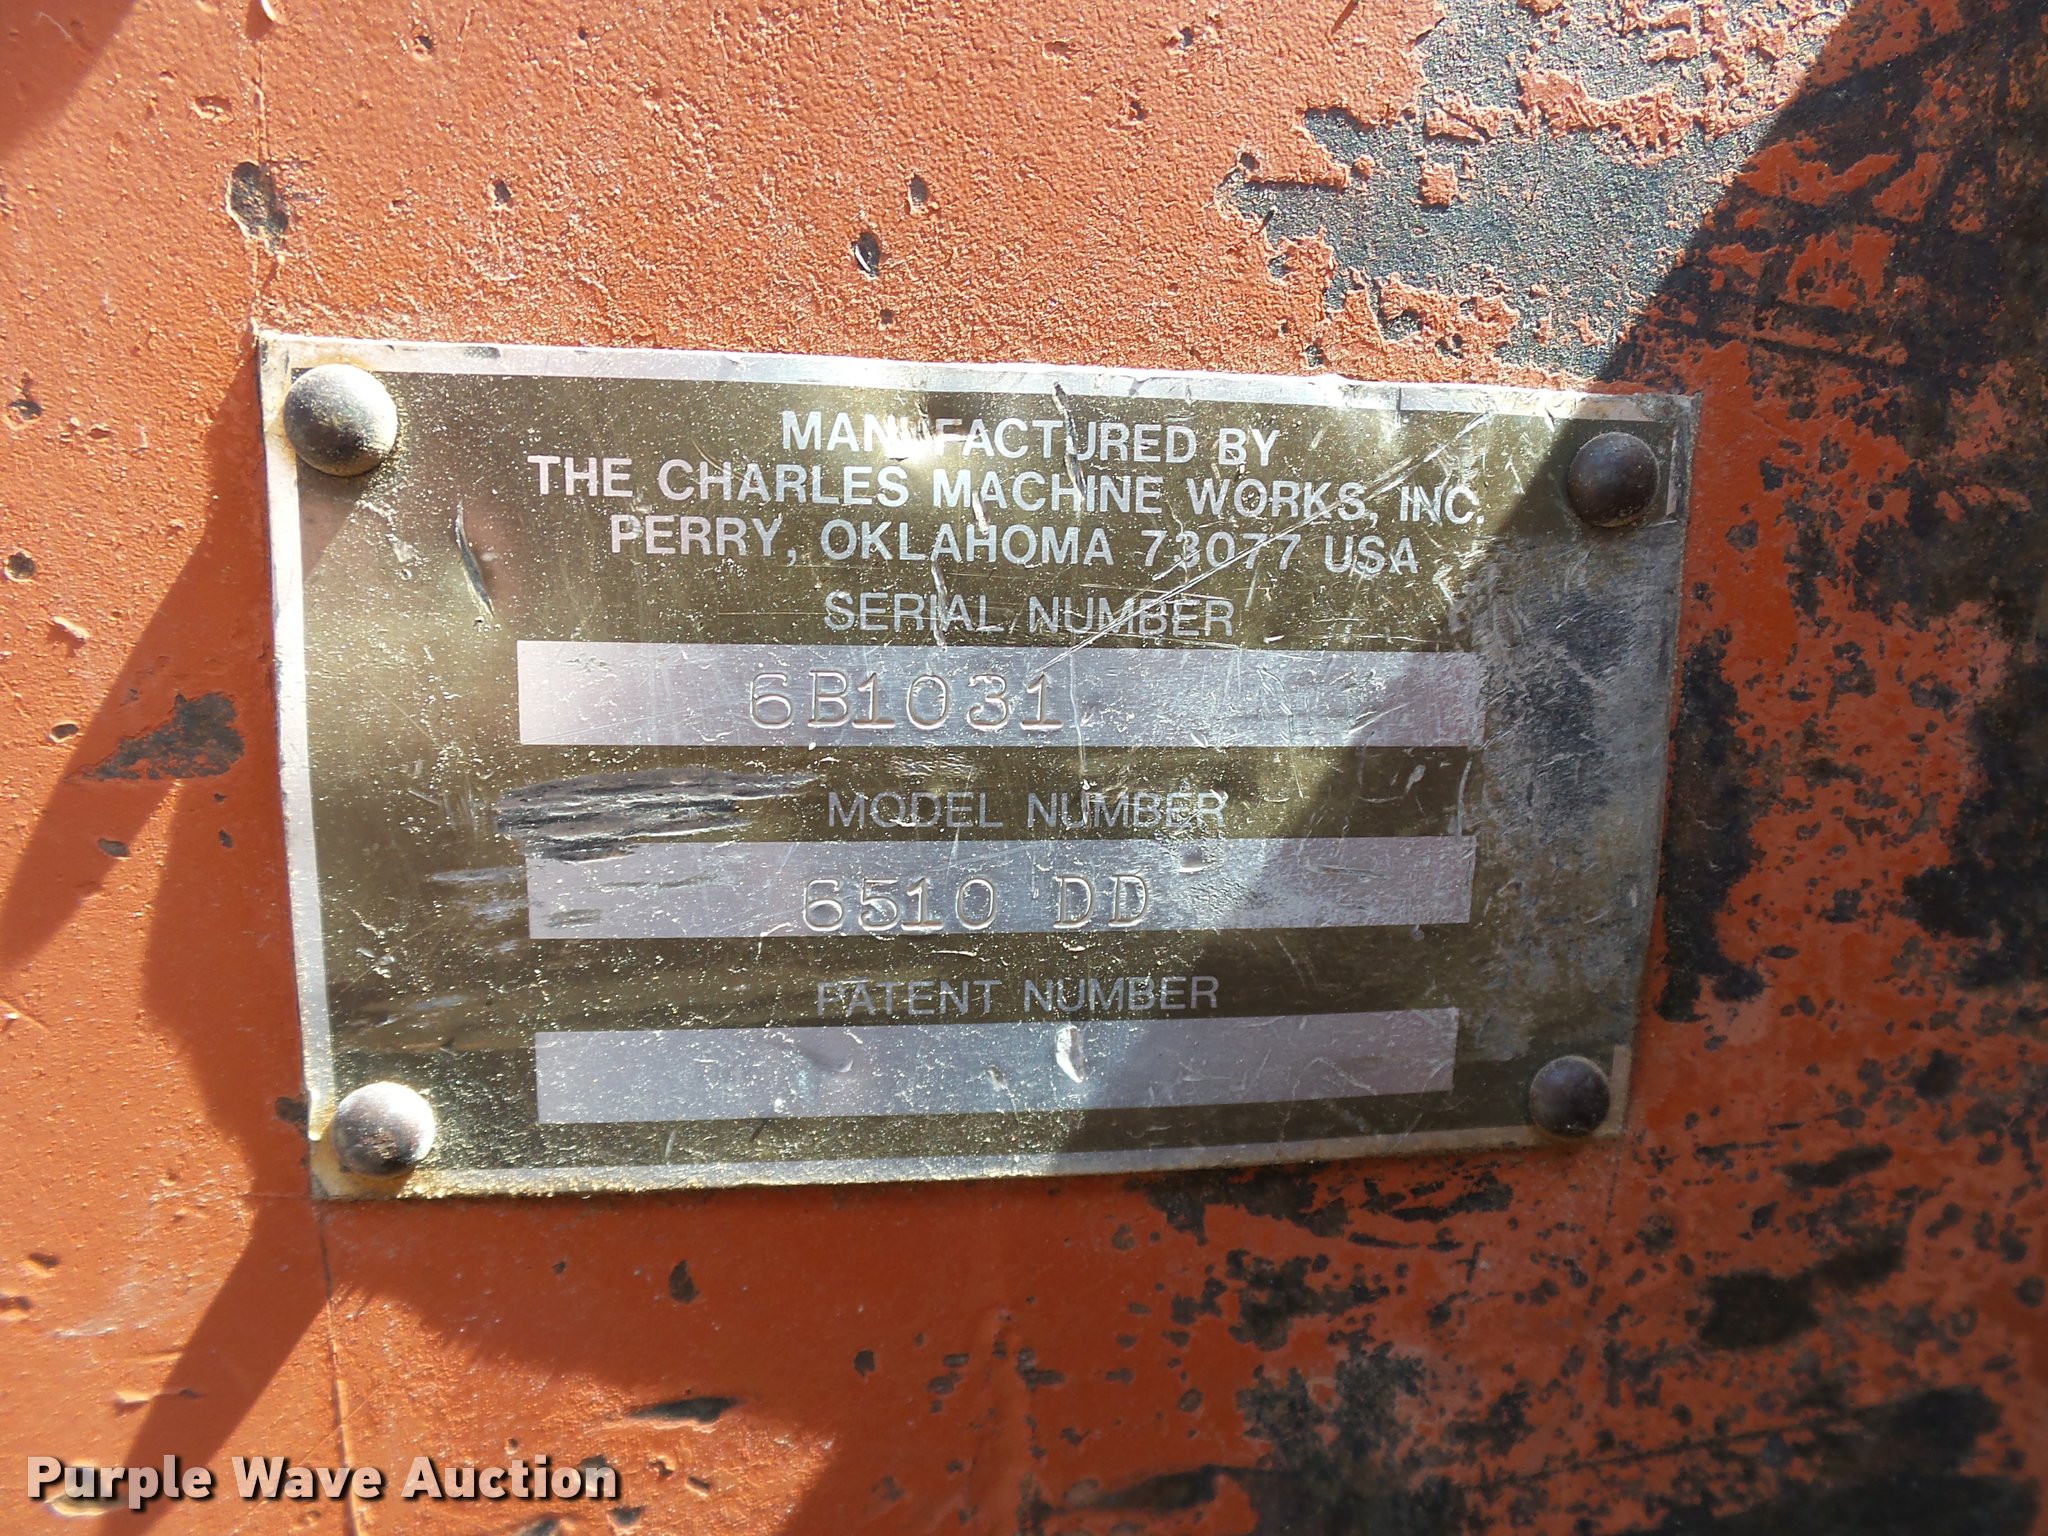 MANUFACTURED BY
THE CHARLES MACHINE WORKS, INC.
PERRY, OKLAHOMA 73077 USA
SERIAL NUMBER
6B1031
MODEL NUMBER
6510 DD
PATENT NUMBER
Purple Wave Auction